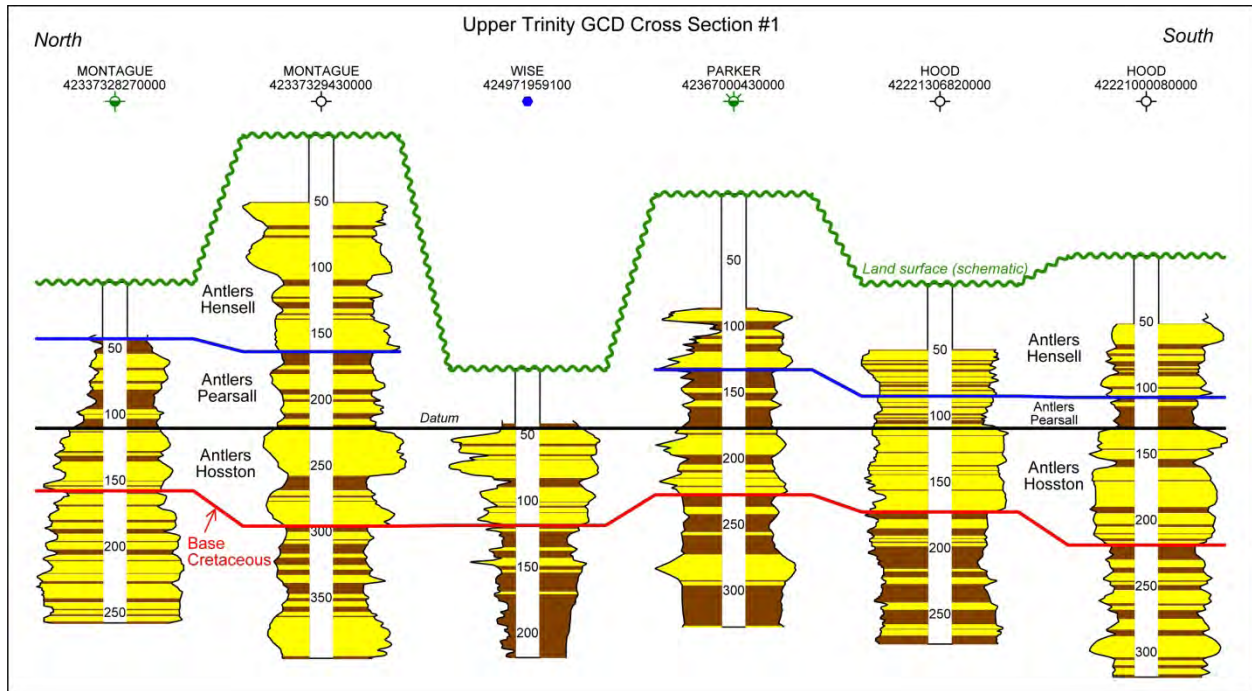 Upper Trinity GCD Cross Section #1
North
South
MONTAGUE
42337328270000
MONTAGUE
42337329430000
WISE
424971959100
PARKER
42367000430000
HOOD
42221306820000
HOOD
42221000080000
50
100
150
200
250
50
100
150
200
250
300
350
50
100
150
200
50
100
150
200
250
300
50
100
150
200
250
50
100
150
200
250
300
Antlers
Hensell
Antlers
Pearsall
Antlers
Hosston
Base
Cretaceous
Datum
Land surface (schematic)
Antlers
Hensell
Antlers
Pearsall
Antlers
Hosston